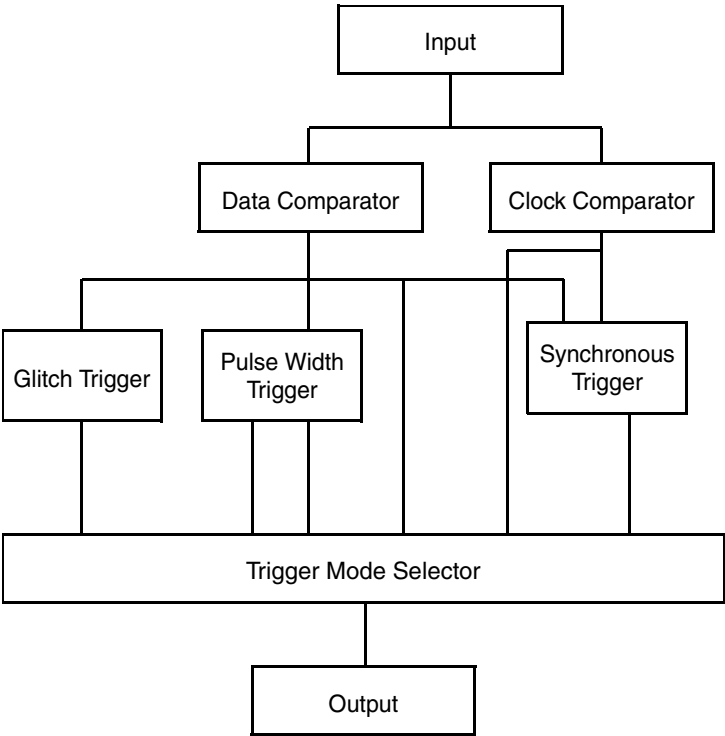 Input
Data Comparator
Clock Comparator
Glitch Trigger
Pulse Width
Trigger
Synchronous
Trigger
Trigger Mode Selector
Output